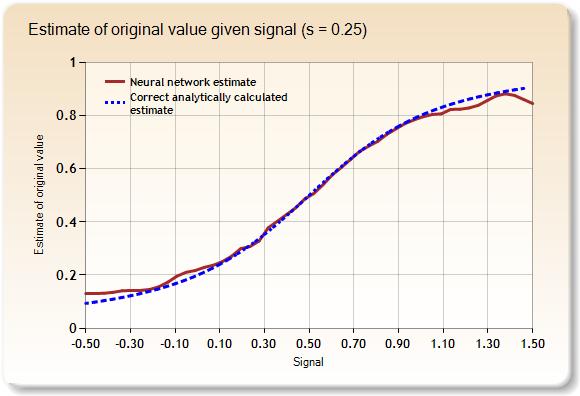 Estimate of original value given signal (s = 0.25)
Neural network estimate
Correct analytically calculated
estimate
Estimate of original value
1
0.8
0.6
0.4
0.2
0
-0.50 -0.30 -0.10 0.10 0.30 0.50 0.70 0.90 1.10 1.30 1.50
Signal